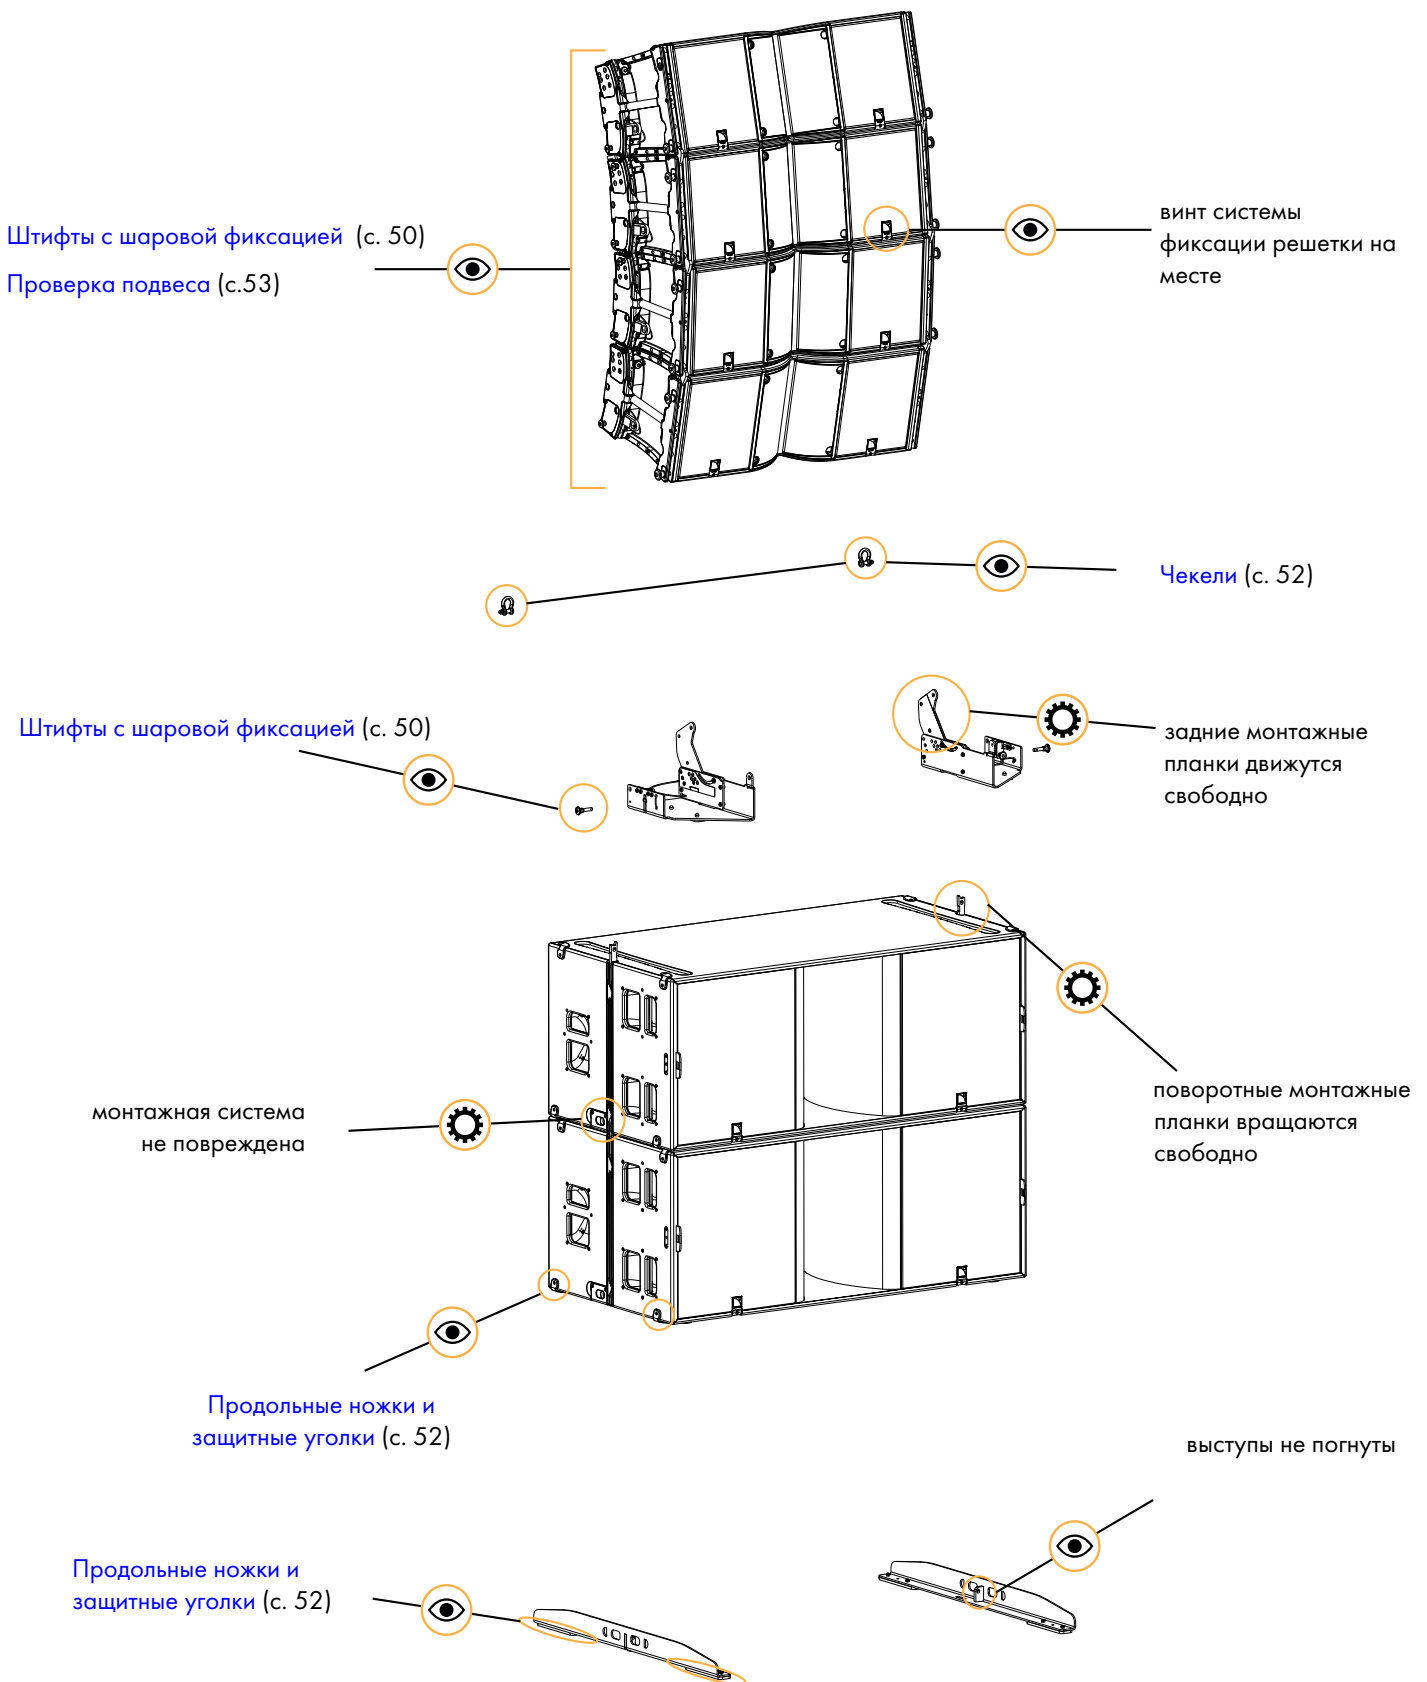 Штифты с шаровой фиксацией (с. 50)
Проверка подвеса (с.53)
винт системы
фиксации решетки на
месте
Чекели (с. 52)
Штифты с шаровой фиксацией (с. 50)
задние монтажные
планки движутся
свободно
монтажная система
не повреждена
поворотные монтажные
планки вращаются
свободно
Продольные ножки и
защитные уголки (с. 52)
выступы не погнуты
Продольные ножки и
защитные уголки (с. 52)